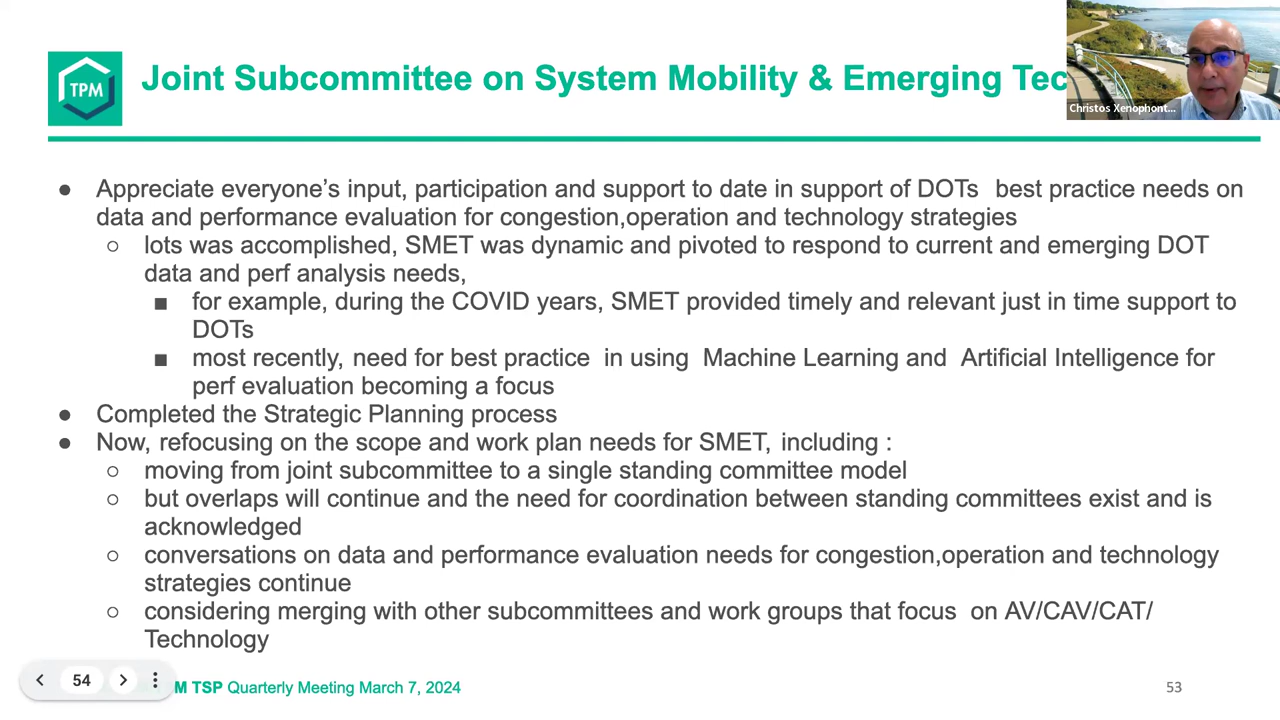 TPM
Joint Subcommittee on System Mobility & Emerging Tec
Christos Xenophont...
● Appreciate everyone’s input, participation and support to date in support of DOTs best practice needs on
data and performance evaluation for congestion,operation and technology strategies
○ lots was accomplished, SMET was dynamic and pivoted to respond to current and emerging DOT
data and perf analysis needs,
■ for example, during the COVID years, SMET provided timely and relevant just in time support to
DOTs
■ most recently, need for best practice in using Machine Learning and Artificial Intelligence for
perf evaluation becoming a focus
● Completed the Strategic Planning process
● Now, refocusing on the scope and work plan needs for SMET, including :
○ moving from joint subcommittee to a single standing committee model
○ but overlaps will continue and the need for coordination between standing committees exist and is
acknowledged
○ conversations on data and performance evaluation needs for congestion,operation and technology
strategies continue
○ considering merging with other subcommittees and work groups that focus on AV/CAV/CAT/
Technology
54
M TSP Quarterly Meeting March 7, 2024
53